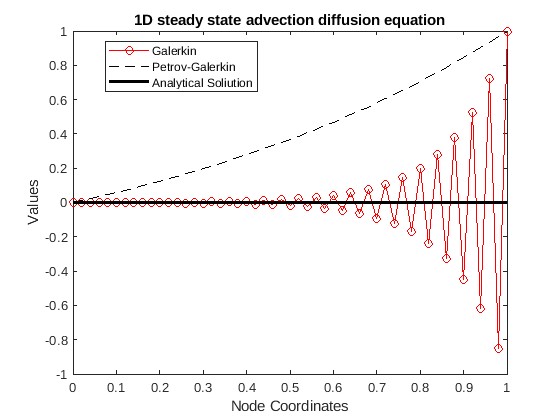 1D steady state advection diffusion equation
Galerkin
Petrov-Galerkin
Analytical Soliution
1
0.8
0.6
0.4
0.2
0
-0.2
-0.4
-0.6
-0.8
-1
Values
0 0.1 0.2 0.3 0.4 0.5 0.6 0.7 0.8 0.9 1
Node Coordinates